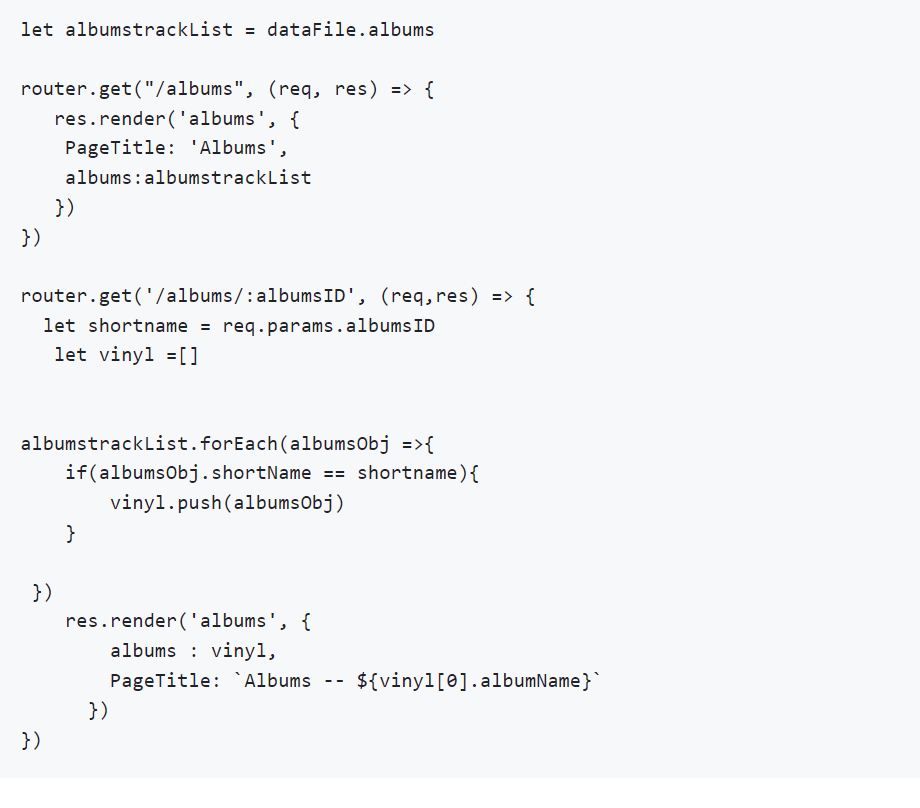 let albumstrackList = dataFile.albums
router.get("/albums", (req, res) => {
res.render('albums', {
PageTitle: 'Albums',
albums:albumstrackList
})
})
router.get('/albums/:albumsID', (req,res) => {
let shortname = req.params.albumsID
let vinyl =[]
albumstrackList.forEach(albumsObj =>{
if(albumsObj.shortName == shortname){
vinyl.push(albumsObj)
}
})
res.render('albums', {
albums : vinyl,
PageTitle: `Albums -- ${vinyl[0].albumName}`
})
})